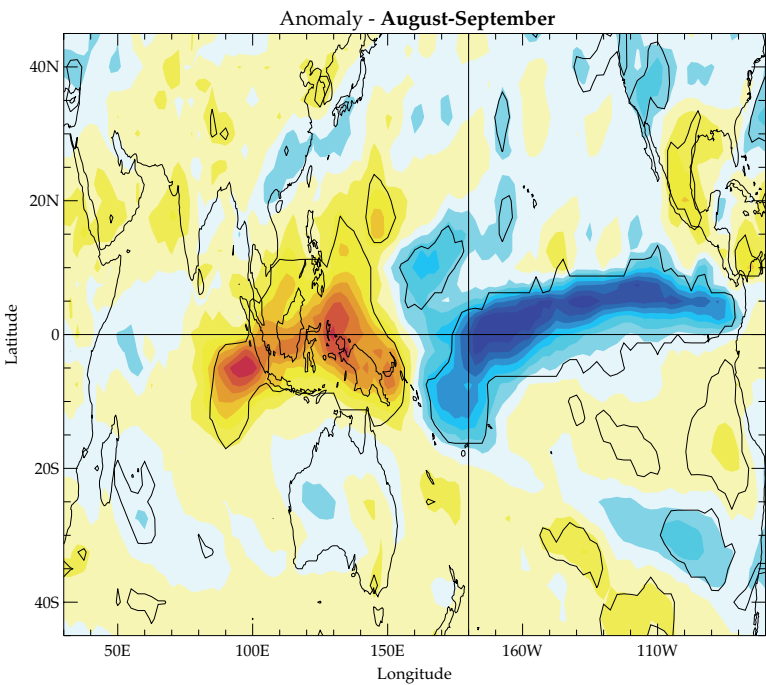 Anomaly - August-September
40N
20N
0
20S
40S
Latitude
50E
100E
150E
160W
110W
Longitude